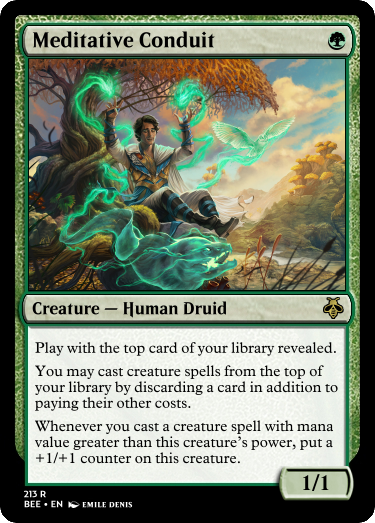 Meditative Conduit
Creature — Human Druid
Play with the top card of your library revealed.
You may cast creature spells from the top of
your library by discarding a card in addition to
paying their other costs.
Whenever you cast a creature spell with mana
value greater than this creature's power, put a
+1/+1 counter on this creature.
1/1
213 R
BEE • EN EMILE DENIS